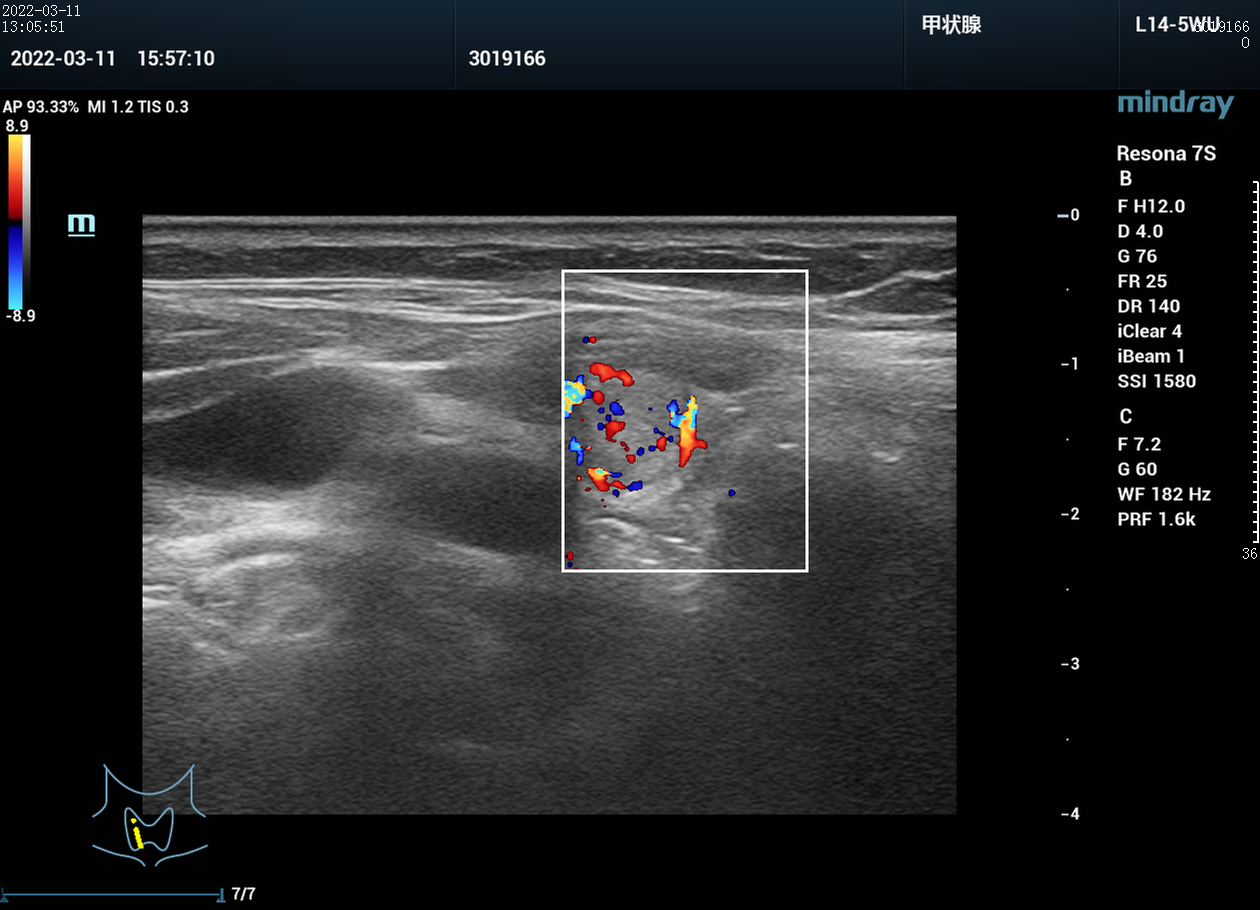 2022-03-11
13:05:51
2022-03-11 15:57:10
3019166
甲状腺
L14-5WU
3019166
0
AP 93.33% MI 1.2 TIS 0.3
8.9
-8.9
m
mindray
Resona 7S
B
F H12.0
D 4.0
G 76
FR 25
DR 140
iClear 4
iBeam 1
SSI 1580
C
F 7.2
G 60
WF 182 Hz
PRF 1.6k
0
-1
-2
-3
-4
36
7/7